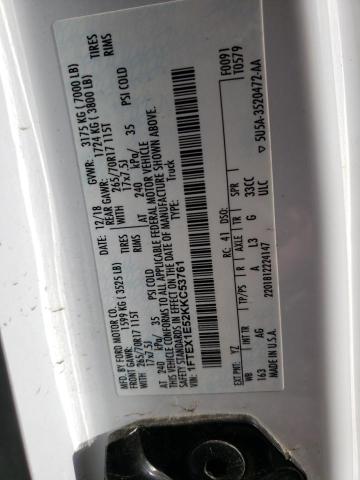 MFD. BY FORD MOTOR CO.
DATE: 12/18 GVWR: 3175 KG ( 7000 LB)
FRONT GAWR: 1599 KG ( 3525 LB) REAR GAWR: 1724 KG ( 3800 LB)
WITH 265/70R17 115T TIRES WITH 265/70R17 115T TIRES
17x7.5J RIMS 17x7.5J RIMS
AT 240 kPa/ 35 PSI COLD AT 240 kPa/ 35 PSI COLD
THIS VEHICLE CONFORMS TO ALL APPLICABLE FEDERAL MOTOR VEHICLE
SAFETY STANDARDS IN EFFECT ON THE DATE OF MANUFACTURE SHOWN ABOVE.
VIN: 1FTEX1E52KKC53761
TYPE: Truck
F0091
T0579
EXT PNT: YZ RC: 41 DSO:
WB INT TR TP/PS R AXLE TR SPR
163 AG A L3 G 33CC
ULC
2201812224147
MADE IN U.S.A.
5U5A-3520472-AA